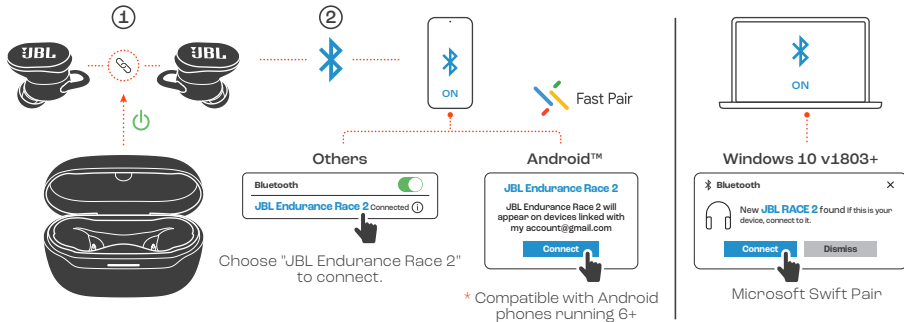 1
2
JBL
JBL
ON
Fast Pair
ON
Others
Bluetooth
JBL Endurance Race 2 Connected
Choose "JBL Endurance Race 2"
to connect.
Android™
JBL Endurance Race 2
JBL Endurance Race 2 will
appear on devices linked with
my account@gmail.com
Connect
* Compatible with Android
phones running 6+
Windows 10 v1803+
Bluetooth
New JBL RACE 2 found If this is your
device, connect to it.
Connect
Dismiss
Microsoft Swift Pair